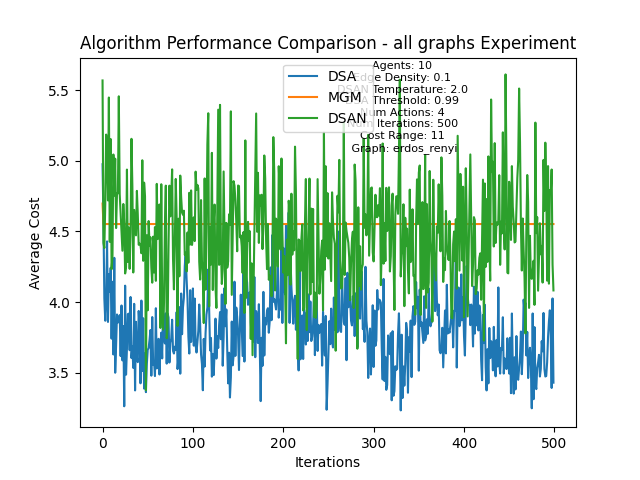 Algorithm Performance Comparison - all graphs Experiment
Agents: 10
Edge Density: 0.1
DSAN Temperature: 2.0
Threshold: 0.99
Num Actions: 4
Iterations: 500
Cost Range: 11
Graph: erdos_renyi
DSA
MGM
DSAN
Average Cost
5.5
5.0
4.5
4.0
3.5
0
100
200
300
400
500
Iterations